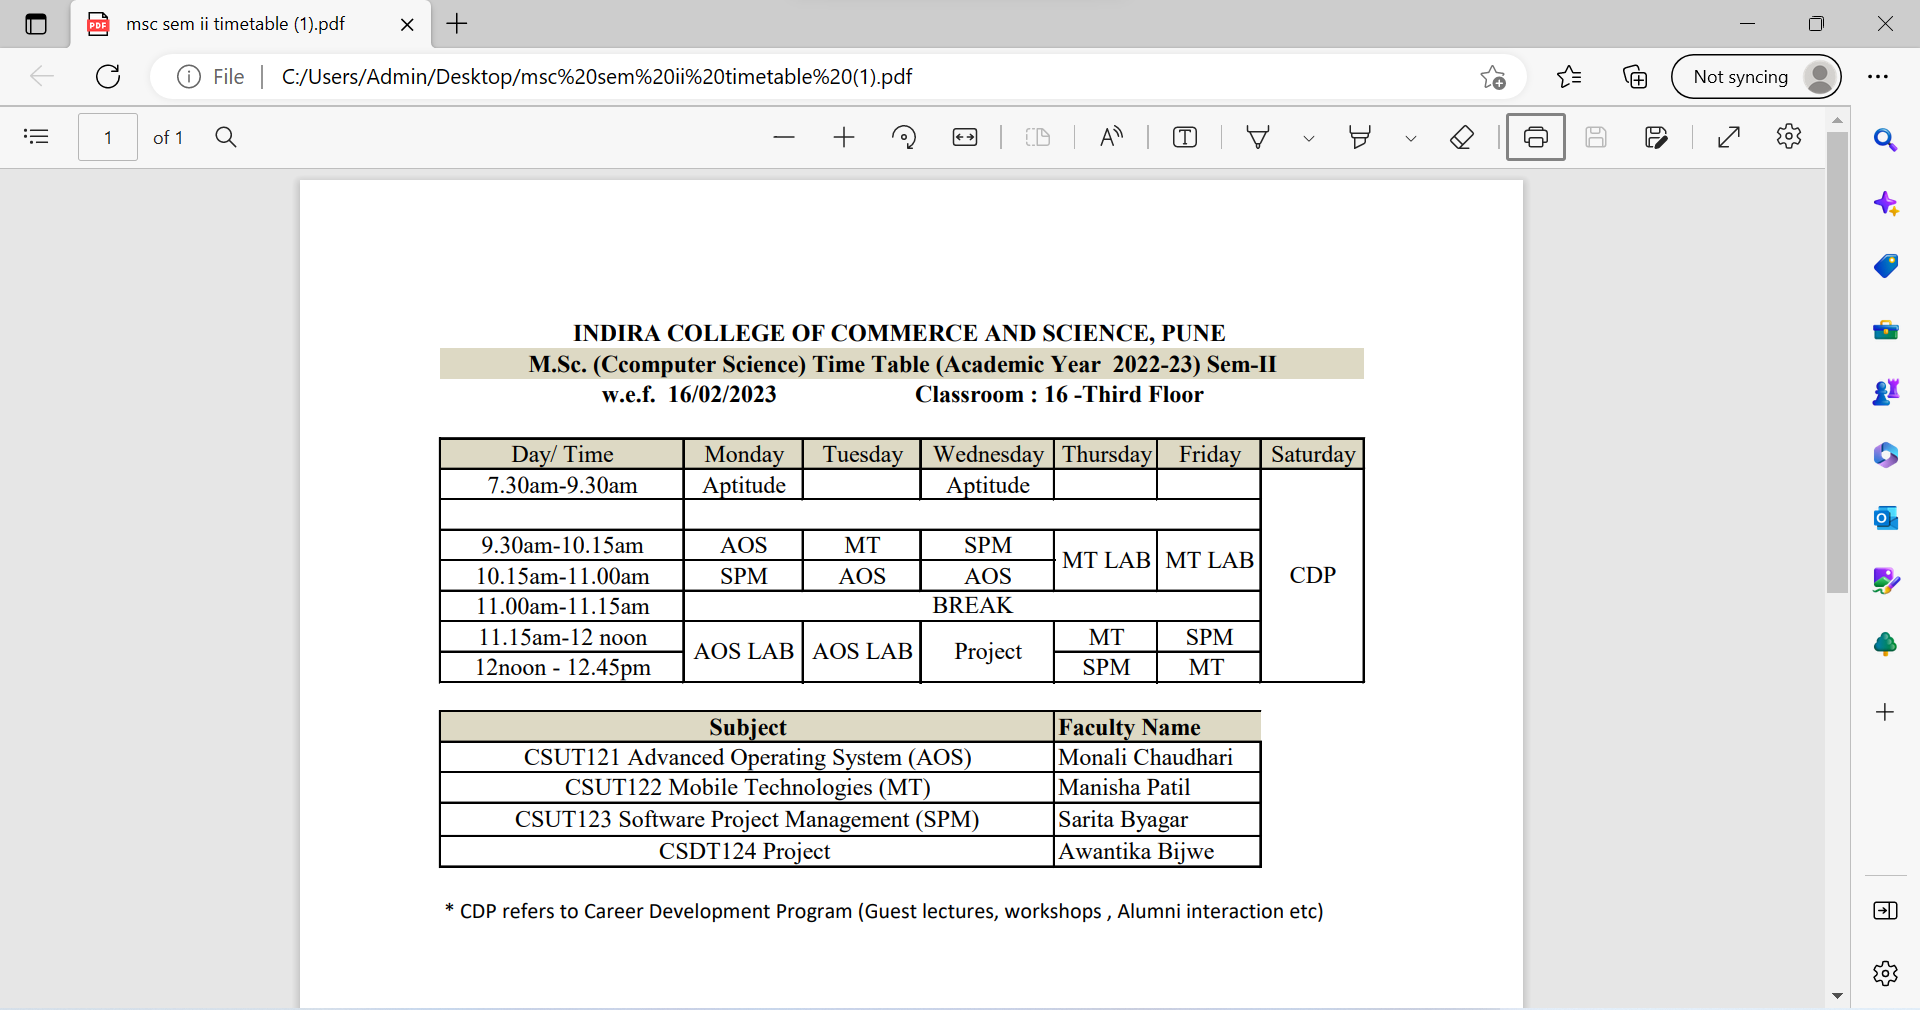 msc sem ii timetable (1).pdf
File C:/Users/Admin/Desktop/msc%20sem%20ii%20timetable%20(1).pdf Not syncing
1 of 1
INDIRA COLLEGE OF COMMERCE AND SCIENCE, PUNE
M.Sc. (Ccomputer Science) Time Table (Academic Year 2022-23) Sem-II
w.e.f. 16/02/2023 Classroom : 16 -Third Floor
Day/ Time Monday Tuesday Wednesday Thursday Friday Saturday
7.30am-9.30am Aptitude Aptitude
9.30am-10.15am AOS MT SPM MT LAB MT LAB CDP
10.15am-11.00am SPM AOS AOS
11.00am-11.15am BREAK
11.15am-12 noon AOS LAB AOS LAB Project MT SPM
12noon - 12.45pm SPM MT
Subject Faculty Name
CSUT121 Advanced Operating System (AOS) Monali Chaudhari
CSUT122 Mobile Technologies (MT) Manisha Patil
CSUT123 Software Project Management (SPM) Sarita Byagar
CSDT124 Project Awantika Bijwe
* CDP refers to Career Development Program (Guest lectures, workshops , Alumni interaction etc)